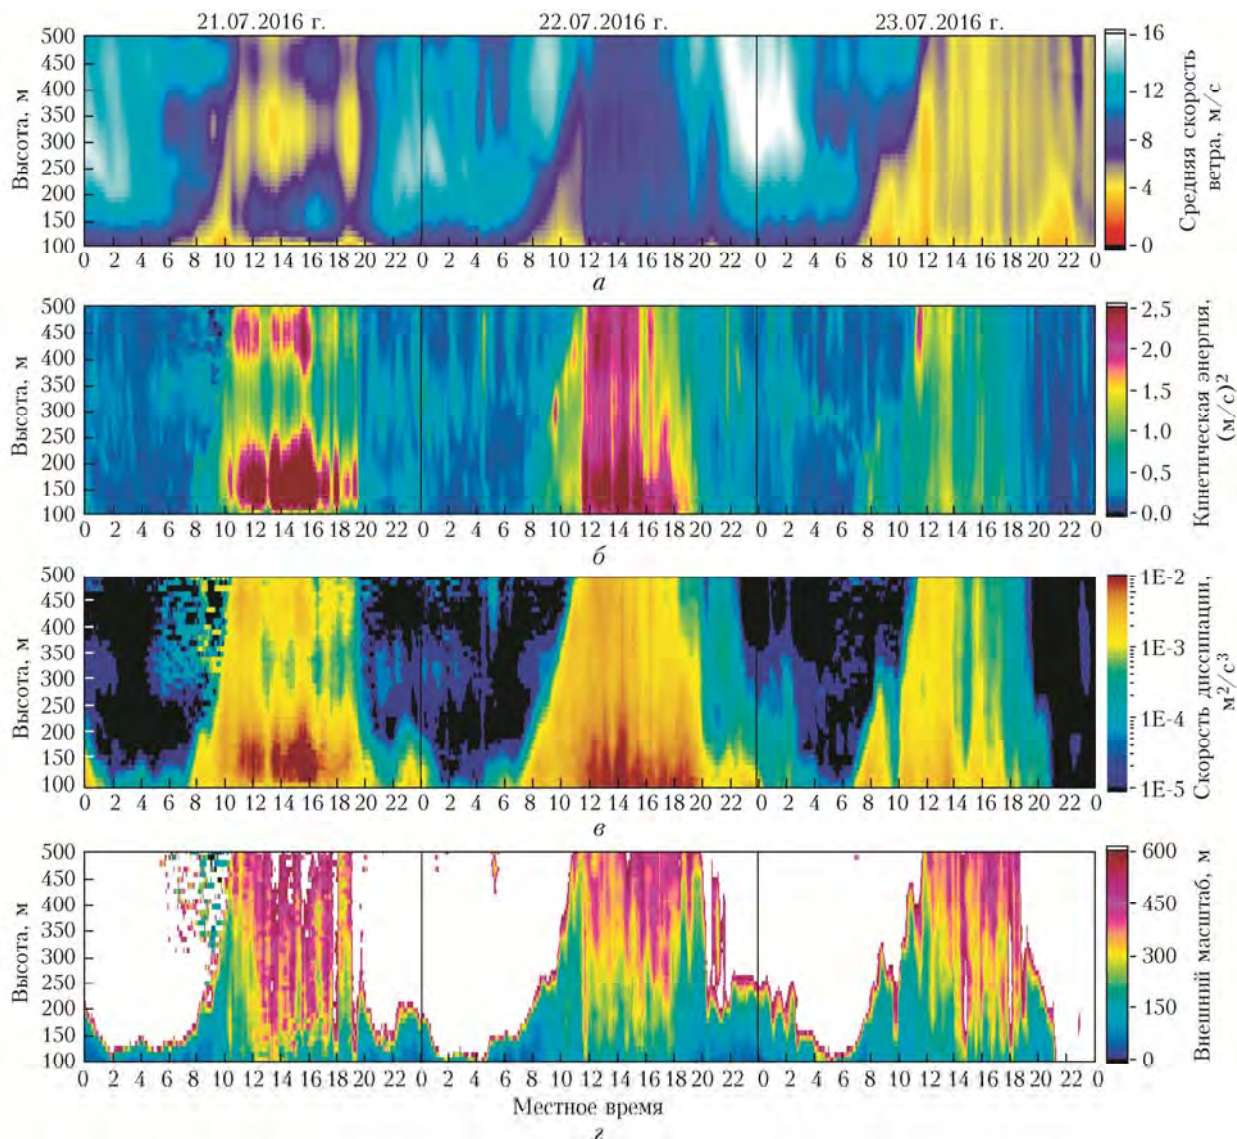 21.07.2016 г. 22.07.2016 г. 23.07.2016 г.
500
450
400
350
300
250
200
150
100
Высота, м
0 2 4 6 8 10 12 14 16 18 20 22 0 2 4 6 8 10 12 14 16 18 20 22 0 2 4 6 8 10 12 14 16 18 20 22 0
16
12
8
4
0
Средняя скорость
ветра, м/с
а
500
450
400
350
300
250
200
150
100
Высота, м
0 2 4 6 8 10 12 14 16 18 20 22 0 2 4 6 8 10 12 14 16 18 20 22 0 2 4 6 8 10 12 14 16 18 20 22 0
2,5
2,0
1,5
1,0
0,5
0,0
Кинетическая энергия,
(м/с)²
б
500
450
400
350
300
250
200
150
100
Высота, м
0 2 4 6 8 10 12 14 16 18 20 22 0 2 4 6 8 10 12 14 16 18 20 22 0 2 4 6 8 10 12 14 16 18 20 22 0
1E-2
1E-3
1E-4
1E-5
Скорость диссипации,
м²/с³
в
500
450
400
350
300
250
200
150
100
Высота, м
0 2 4 6 8 10 12 14 16 18 20 22 0 2 4 6 8 10 12 14 16 18 20 22 0 2 4 6 8 10 12 14 16 18 20 22 0
600
450
300
150
0
Внешний масштаб, м
Местное время
г